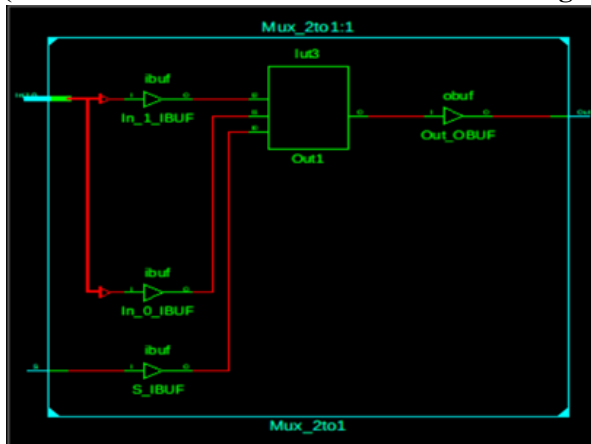 Mux_2to1:1
lut3
ibuf
I O
In_1_IBUF
Out1
O
obuf
I O
Out_OBUF
ibuf
I O
In_0_IBUF
ibuf
S
I O
S_IBUF
Mux_2to1